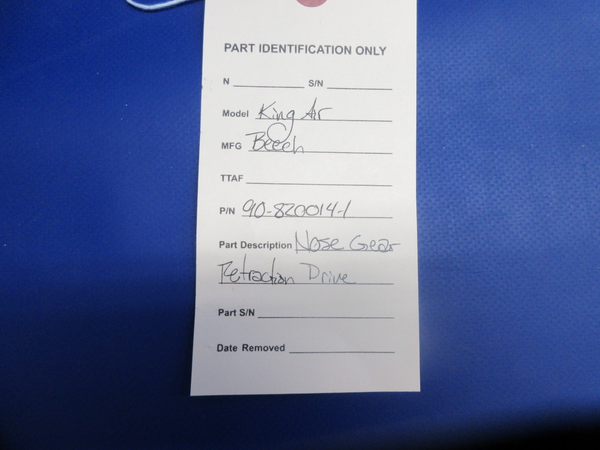 PART IDENTIFICATION ONLY
N S/N
Model King Air
MFG Beech
TTAF
P/N 90-820014-1
Part Description Nose Gear
Retraction Drive
Part S/N
Date Removed